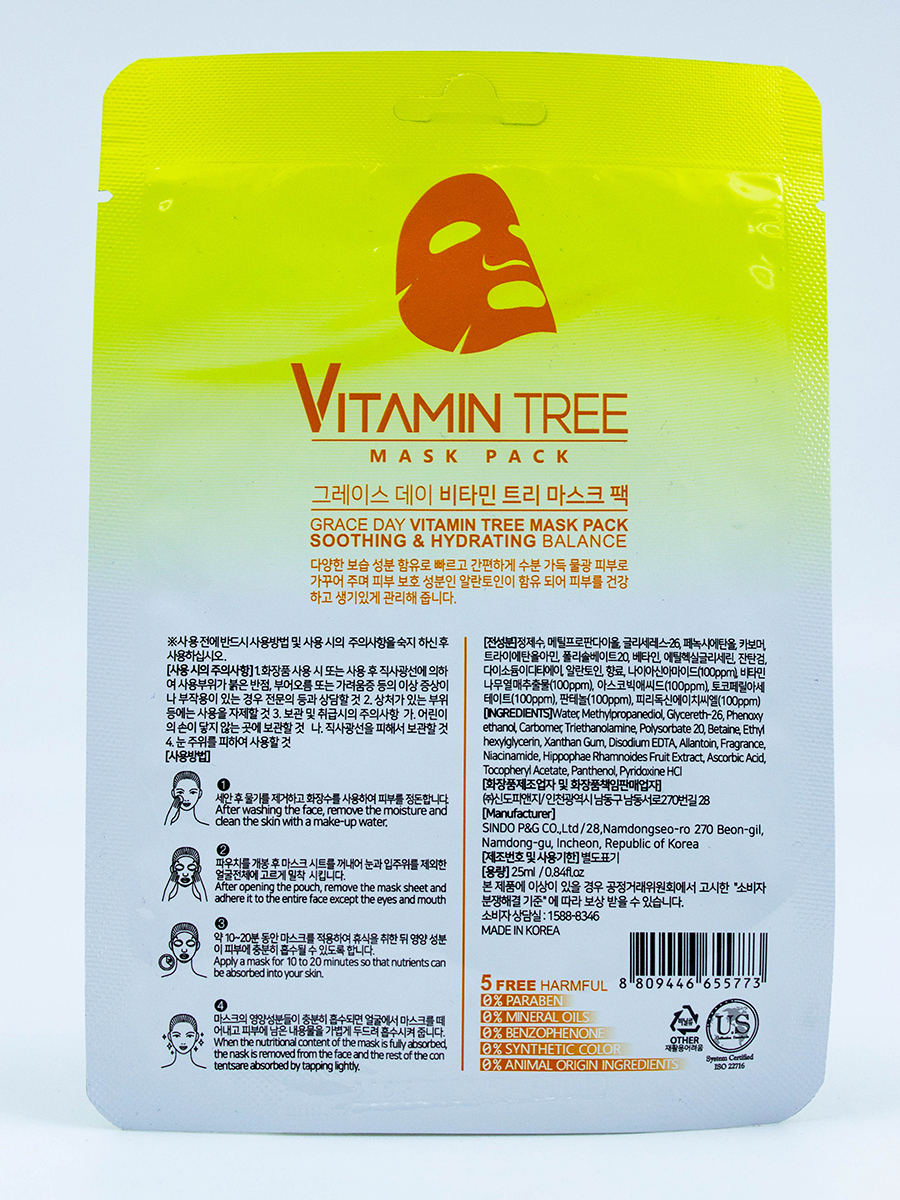 VITAMIN TREE
MASK PACK
그레이스 데이 비타민 트리 마스크 팩
GRACE DAY VITAMIN TREE MASK PACK
SOOTHING & HYDRATING BALANCE
다양한 보습 성분 함유로 빠르고 간편하게 수분 가득 물광 피부로
가꾸어 주며 피부 보호 성분인 알란토인이 함유 되어 피부를 건강
하고 생기있게 관리해 줍니다.
※사용 전에 반드시 사용방법 및 사용 시의 주의사항을 숙지 하신 후
사용하십시오.
[사용 시의 주의사항] 1.화장품 사용 시 또는 사용 후 직사광선에 의하
여 사용부위가 붉은 반점, 부어오름 또는 가려움증 등의 이상 증상이
나 부작용이 있는 경우 전문의 등과 상담할 것 2. 상처가 있는 부위
등에는 사용을 자제할 것 3. 보관 및 취급시의 주의사항 가. 어린이
의 손이 닿지 않는 곳에 보관할 것 나. 직사광선을 피해서 보관할 것
4. 눈 주위를 피하여 사용할 것
[사용방법]
1
세안 후 물기를 제거하고 화장수를 사용하여 피부를 정돈합니다.
After washing the face, remove the moisture and
clean the skin with a make-up water.
2
파우치를 개봉 후 마스크 시트를 꺼내어 눈과 입주위를 제외한
얼굴전체에 고르게 밀착 시킵니다.
After opening the pouch, remove the mask sheet and
adhere it to the entire face except the eyes and mouth
3
약 10~20분 동안 마스크를 적용하여 휴식을 취한 뒤 영양 성분
이 피부에 충분히 흡수될 수 있도록 합니다.
Apply a mask for 10 to 20 minutes so that nutrients can
be absorbed into your skin.
4
마스크의 영양성분들이 충분히 흡수되면 얼굴에서 마스크를 떼
어내고 피부에 남은 내용물을 가볍게 두드려 흡수시켜 줍니다.
When the nutritional content of the mask is fully absorbed,
the nask is removed from the face and the rest of the con
tentsare absorbed by tapping lightly.
[전성분]정제수, 메틸프로판다이올, 글리세레스-26, 페녹시에탄올, 카보머,
트라이에탄올아민, 폴리솔베이트20, 베타인, 에틸헥실글리세린, 잔탄검,
다이소듐이디티에이, 알란토인, 향료, 나이아신아마이드(100ppm), 비타민
나무열매추출물(100ppm), 아스코빅애씨드(100ppm), 토코페릴아세
테이트(100ppm), 판테놀(100ppm), 피리독신에이치씨엘(100ppm)
[INGREDIENTS]Water, Methylpropanediol, Glycereth-26, Phenoxy
ethanol, Carbomer, Triethanolamine, Polysorbate 20, Betaine, Ethyl
hexylglycerin, Xanthan Gum, Disodium EDTA, Allantoin, Fragrance,
Niacinamide, Hippophae Rhamnoides Fruit Extract, Ascorbic Acid,
Tocopheryl Acetate, Panthenol, Pyridoxine HCl
[화장품제조업자 및 화장품책임판매업자]
㈜신도피앤지/ 인천광역시 남동구 남동서로270번길 28
[Manufacturer]
SINDO P&G CO.,Ltd /28,Namdongseo-ro 270 Beon-gil,
Namdong-gu, Incheon, Republic of Korea
[제조번호 및 사용기한] 별도표기
[용량] 25ml / 0.84fl.oz
본 제품에 이상이 있을 경우 공정거래위원회에서 고시한 "소비자
분쟁해결 기준" 에 따라 보상 받을 수 있습니다.
소비자 상담실 : 1588-8346
MADE IN KOREA
8 809446 655773
5 FREE HARMFUL
0% PARABEN
0% MINERAL OILS
0% BENZOPHENONE
0% SYNTHETIC COLOR
0% ANIMAL ORIGIN INGREDIENTS
OTHER
재활용어려움
U.S
System Certified
ISO 22716